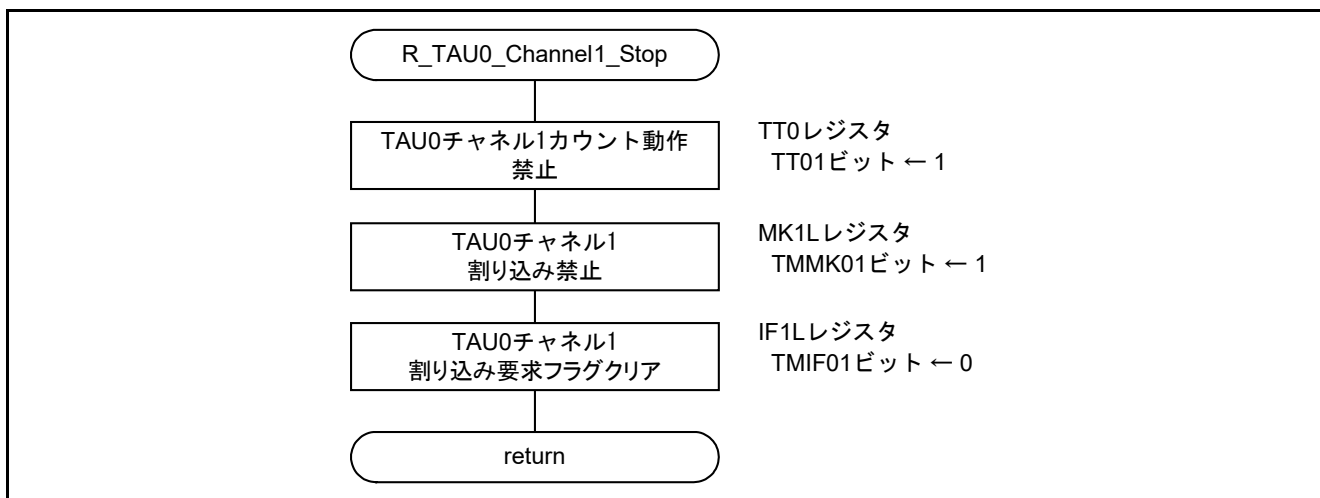 R_TAU0_Channel1_Stop
TAU0チャネル1カウント動作
禁止
TT0レジスタ
TT01ビット ← 1
TAU0チャネル1
割り込み禁止
MK1Lレジスタ
TMMK01ビット ← 1
TAU0チャネル1
割り込み要求フラグクリア
IF1Lレジスタ
TMIF01ビット ← 0
return